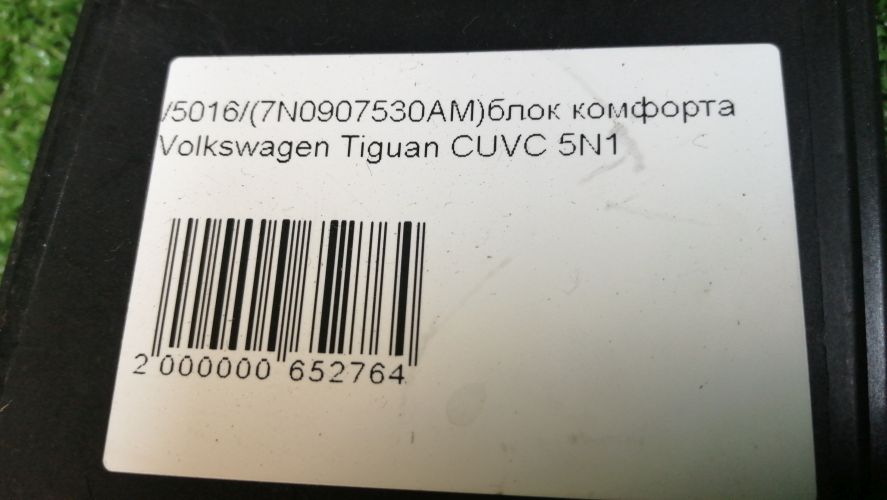 /5016/(7N0907530AM)блок комфорта
Volkswagen Tiguan CUVC 5N1
2 000000 652764